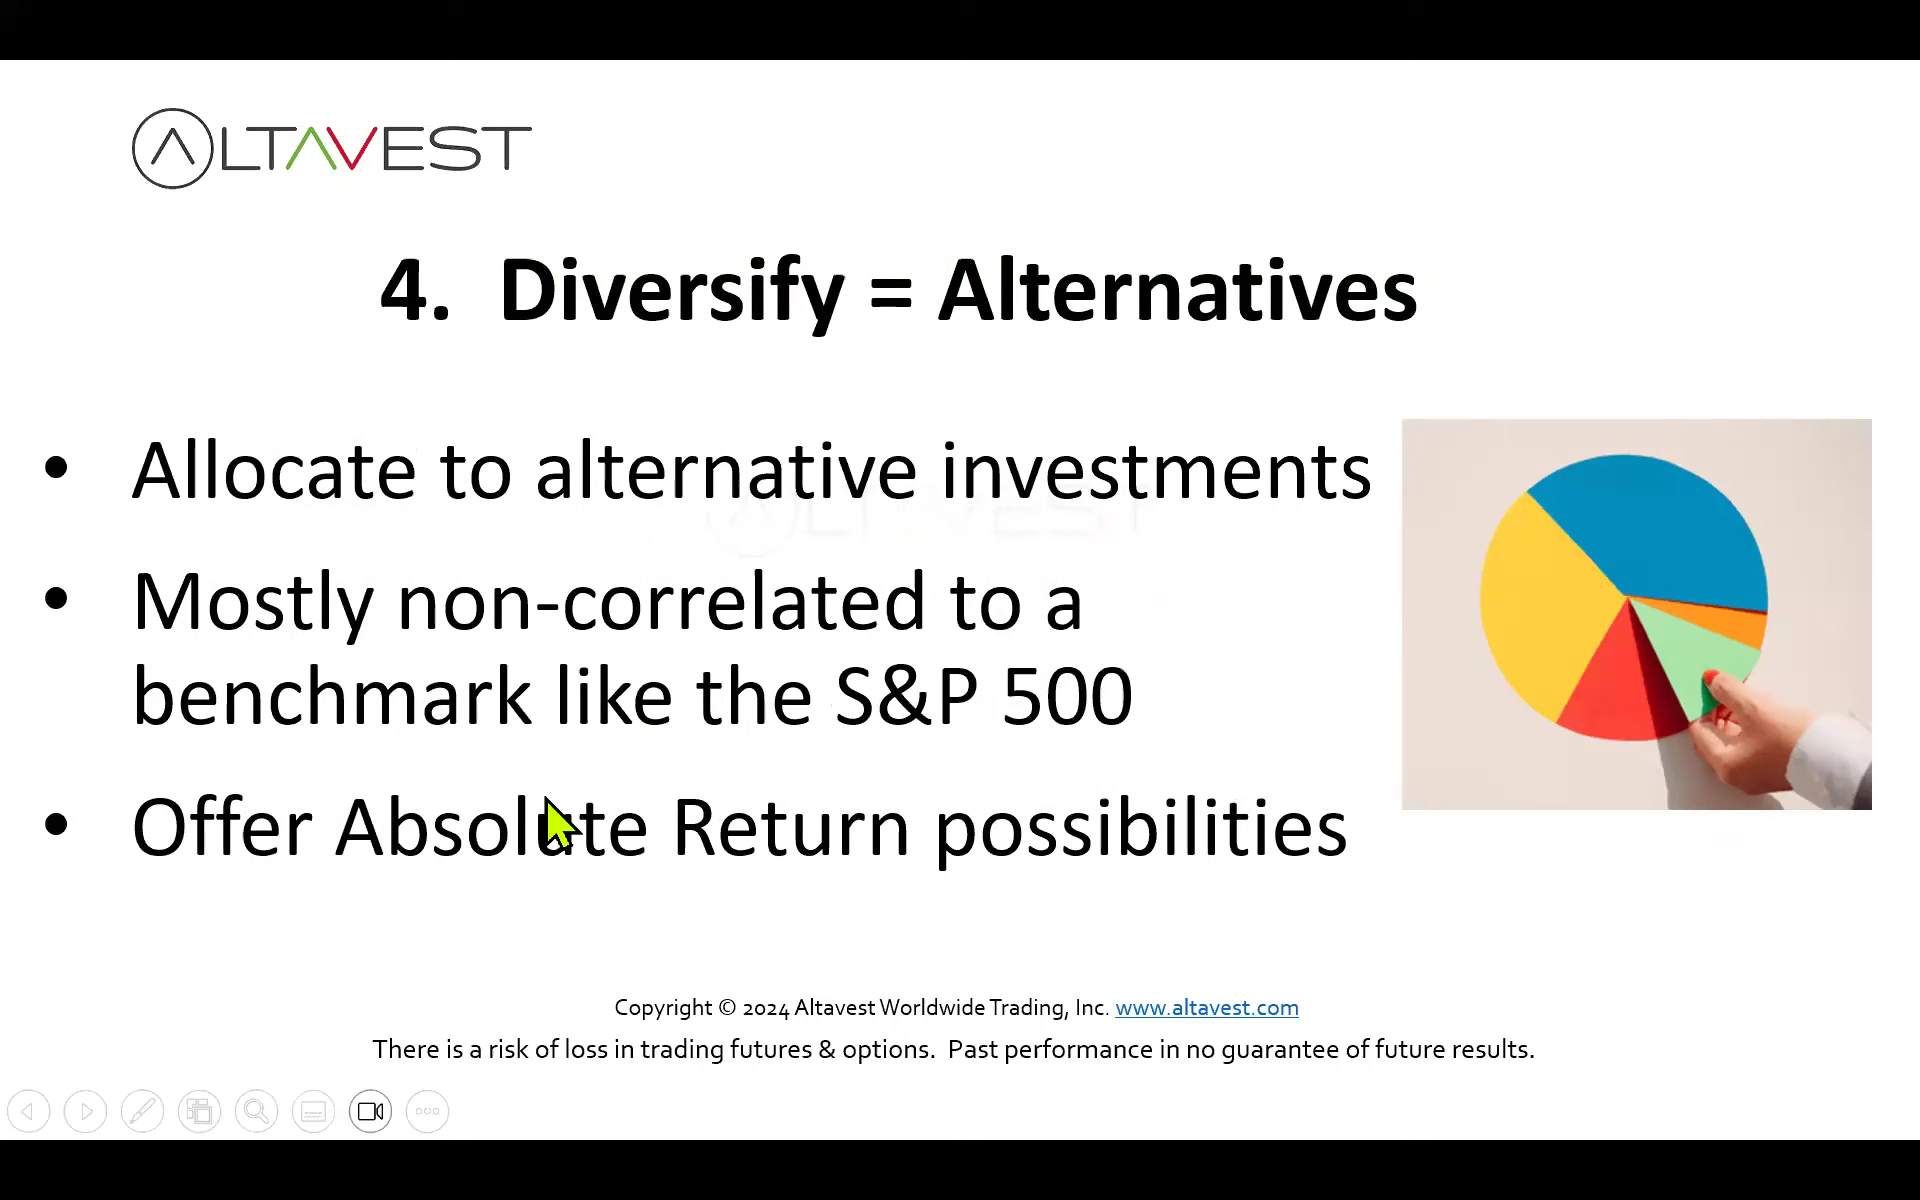 ALTAVEST
4. Diversify = Alternatives
• Allocate to alternative investments
• Mostly non-correlated to a
benchmark like the S&P 500
• Offer Absolute Return possibilities
ALTAVEST
Copyright © 2024 Altavest Worldwide Trading, Inc. www.altavest.com
There is a risk of loss in trading futures & options. Past performance in no guarantee of future results.